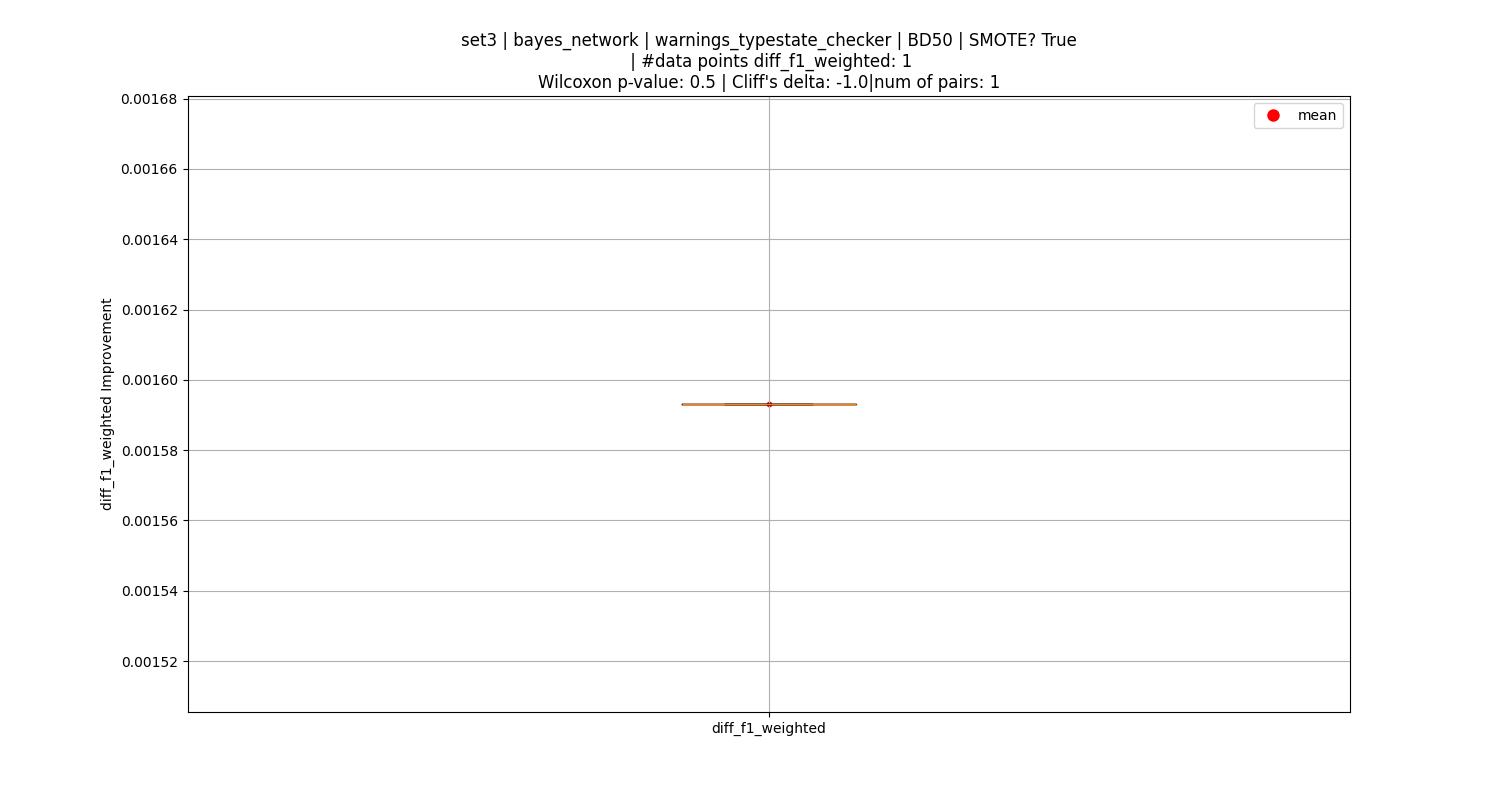 set3 | bayes_network | warnings_typestate_checker | BD50 | SMOTE? True
| #data points diff_f1_weighted: 1
Wilcoxon p-value: 0.5 | Cliff's delta: -1.0|num of pairs: 1
mean
0.00168
0.00166
0.00164
0.00162
0.00160
0.00158
0.00156
0.00154
0.00152
diff_f1_weighted Improvement
diff_f1_weighted